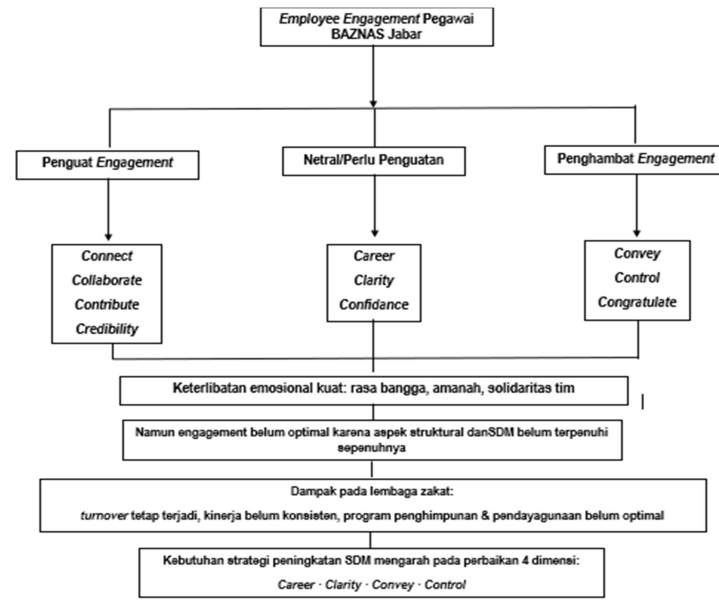 Employee Engagement Pegawai
BAZNAS Jabar
Penguat Engagement
Netral/Perlu Penguatan
Penghambat Engagement
Connect
Collaborate
Contribute
Credibility
Career
Clarity
Confidance
Convey
Control
Congratulate
Keterlibatan emosional kuat: rasa bangga, amanah, solidaritas tim
Namun engagement belum optimal karena aspek struktural danSDM belum terpenuhi
sepenuhnya
Dampak pada lembaga zakat:
turnover tetap terjadi, kinerja belum konsisten, program penghimpunan & pendayagunaan belum optimal
Kebutuhan strategi peningkatan SDM mengarah pada perbaikan 4 dimensi:
Career · Clarity · Convey · Control